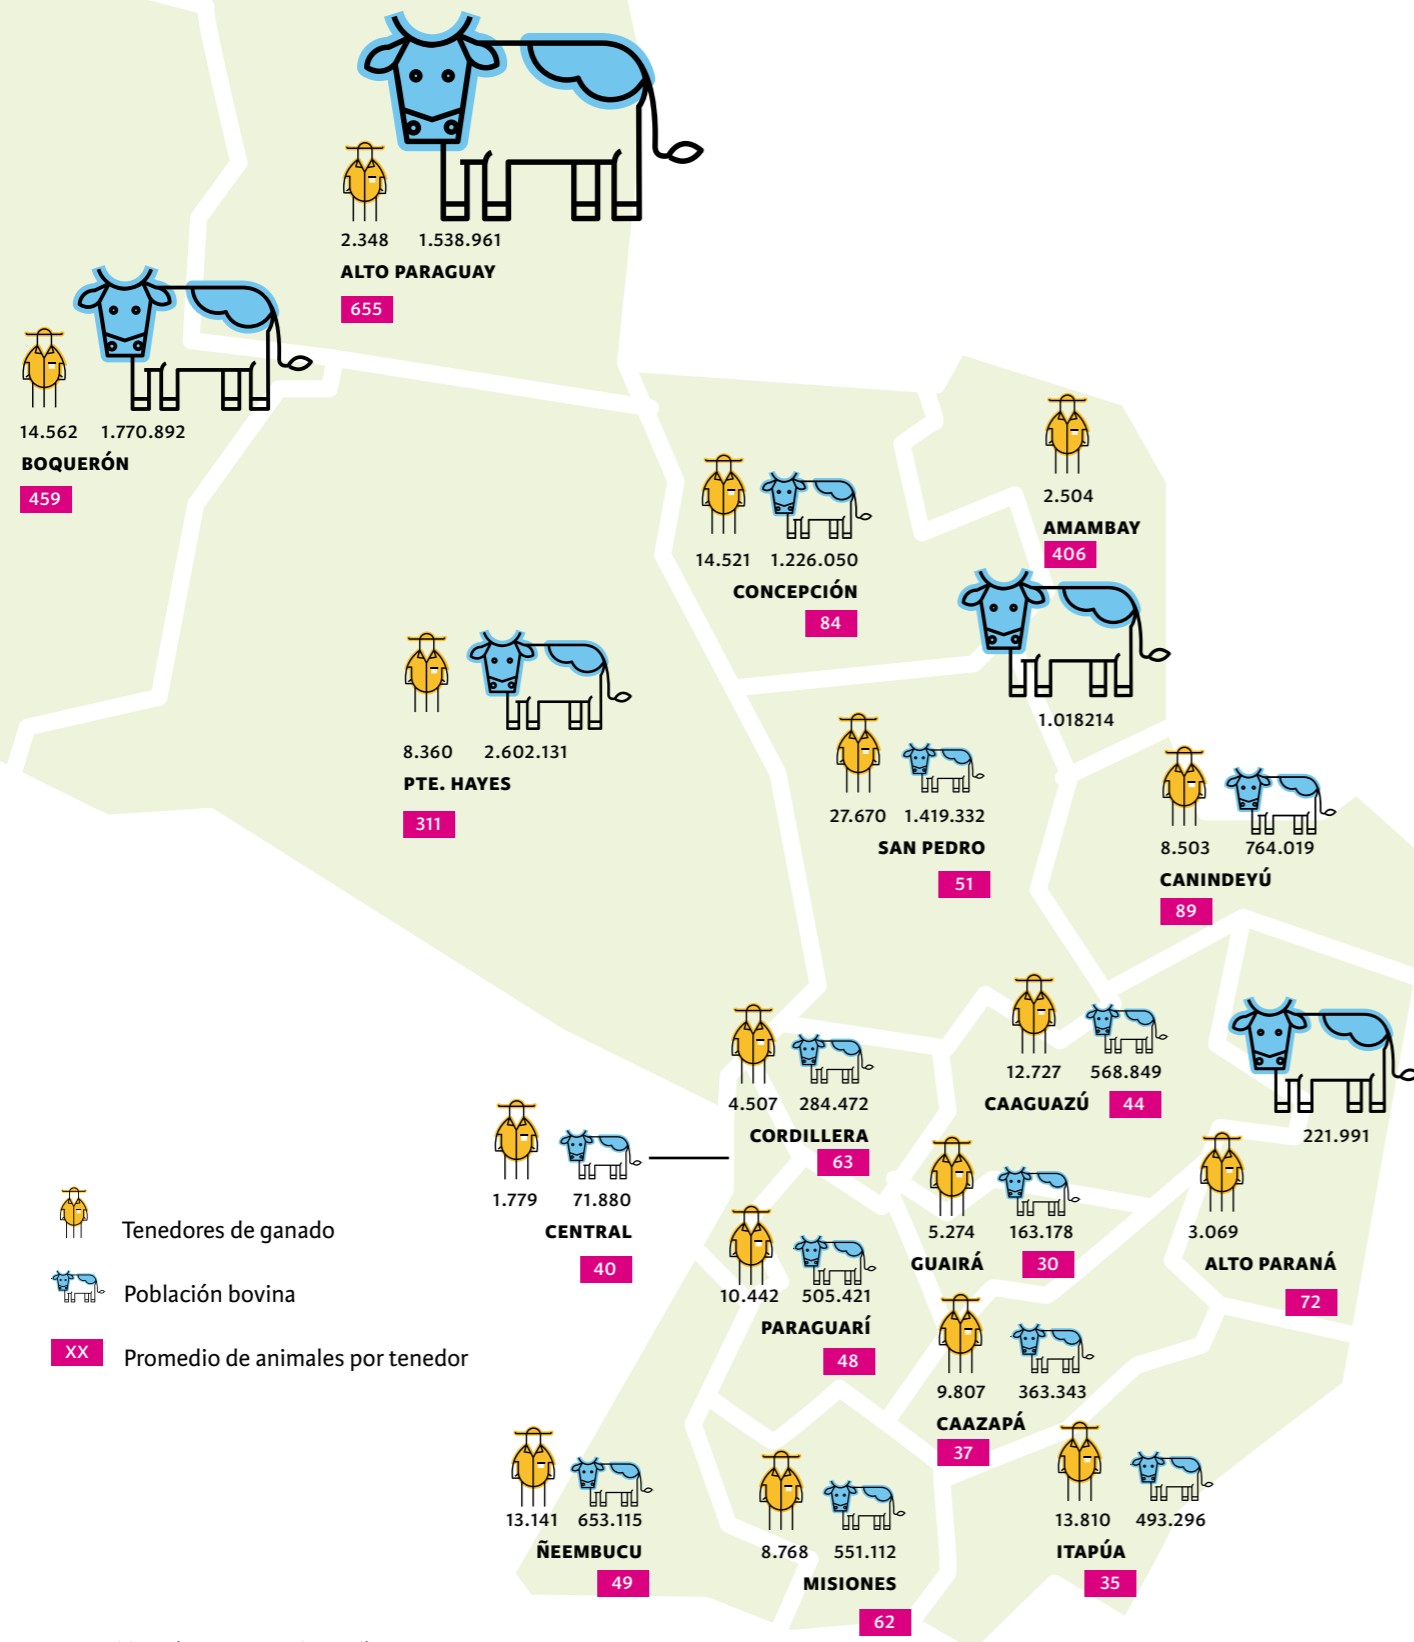 2.348 1.538.961
ALTO PARAGUAY
655
14.562 1.770.892
BOQUERÓN
459
2.504
AMAMBAY
406
1.018214
14.521 1.226.050
CONCEPCIÓN
84
8.360 2.602.131
PTE. HAYES
311
27.670 1.419.332
SAN PEDRO
51
8.503 764.019
CANINDEYÚ
89
12.727 568.849
CAAGUAZÚ 44
4.507 284.472
CORDILLERA
63
221.991
3.069
ALTO PARANÁ
72
1.779 71.880
CENTRAL
40
5.274 163.178
GUAIRÁ 30
10.442 505.421
PARAGUARÍ
48
9.807 363.343
CAAZAPÁ
37
Tenedores de ganado
Población bovina
XX Promedio de animales por tenedor
13.141 653.115
ÑEEMBUCU
49
8.768 551.112
MISIONES
62
13.810 493.296
ITAPÚA
35